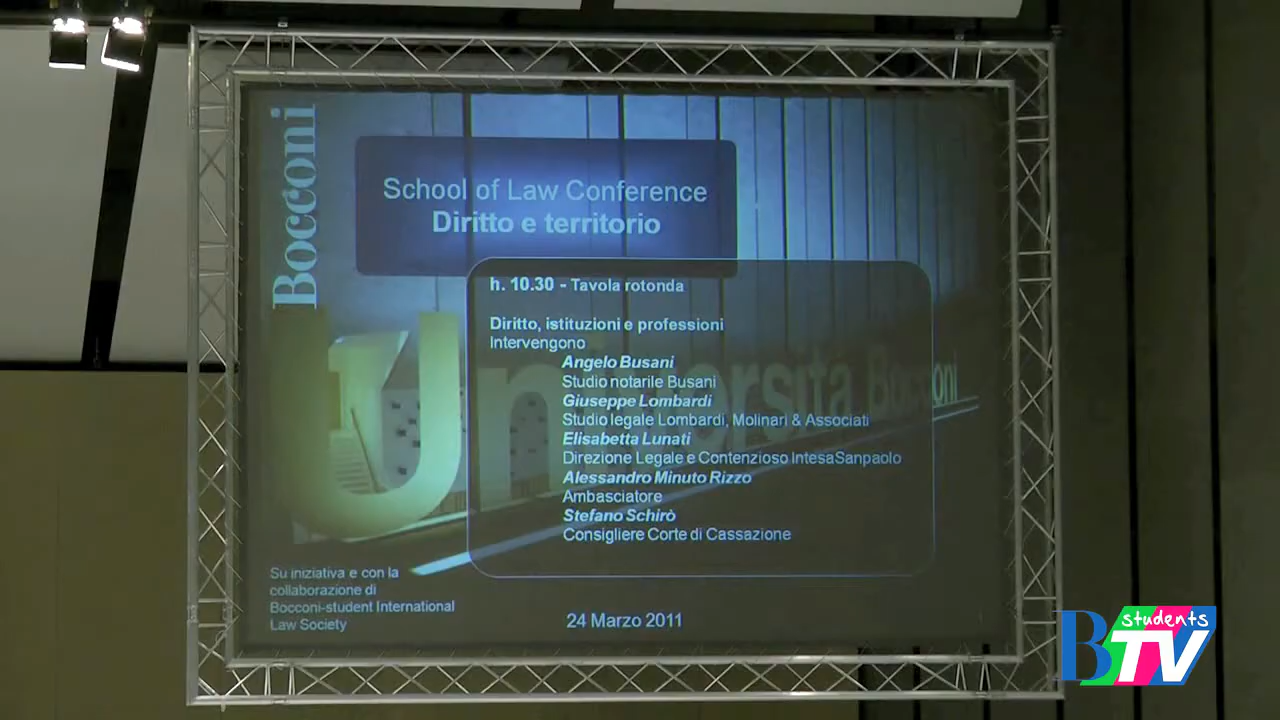 Bocconi
School of Law Conference
Diritto e territorio
h. 10.30 - Tavola rotonda
Diritto, istituzioni e professioni
Intervengono
Angelo Busani
Studio notarile Busani
Giuseppe Lombardi
Studio legale Lombardi, Molinari & Associati
Elisabetta Lunati
Direzione Legale e Contenzioso IntesaSanpaolo
Alessandro Minuto Rizzo
Ambasciatore
Stefano Schirò
Consigliere Corte di Cassazione
Università Bocconi
Su iniziativa e con la
collaborazione di
Bocconi-student International
Law Society
24 Marzo 2011
B students TV